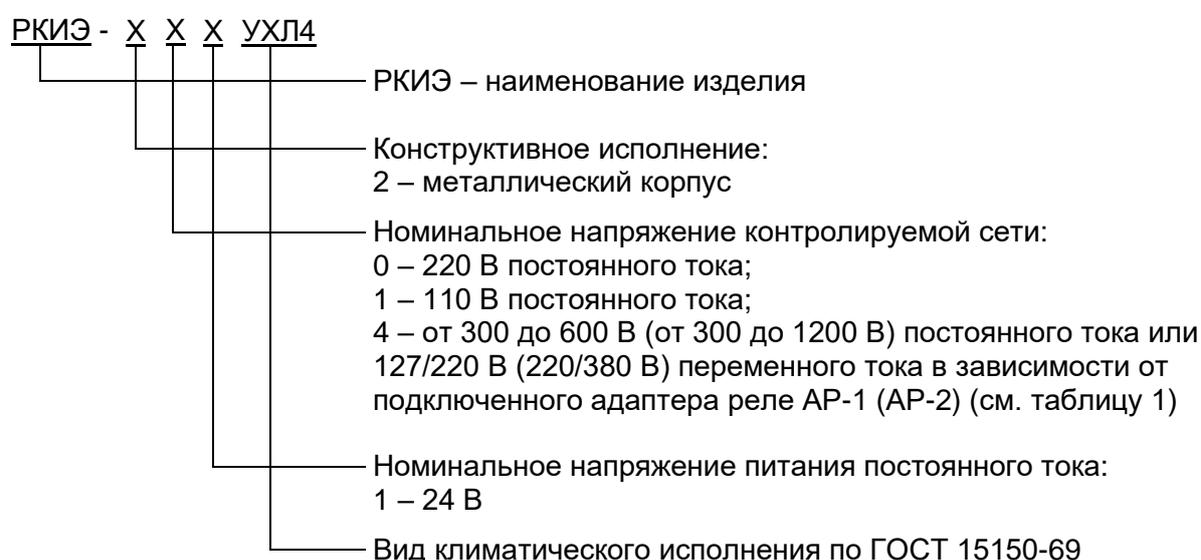 РКИЭ - Х Х Х УХЛ4
РКИЭ – наименование изделия
Конструктивное исполнение:
2 – металлический корпус
Номинальное напряжение контролируемой сети:
0 – 220 В постоянного тока;
1 – 110 В постоянного тока;
4 – от 300 до 600 В (от 300 до 1200 В) постоянного тока или
127/220 В (220/380 В) переменного тока в зависимости от
подключенного адаптера реле АР-1 (АР-2) (см. таблицу 1)
Номинальное напряжение питания постоянного тока:
1 – 24 В
Вид климатического исполнения по ГОСТ 15150-69